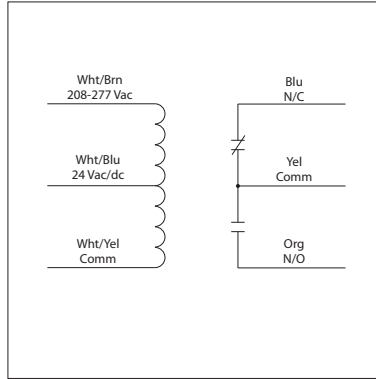 Wht/Brn
208-277 Vac
Wht/Blu
24 Vac/dc
Wht/Yel
Comm
Blu
N/C
Yel
Comm
Org
N/O